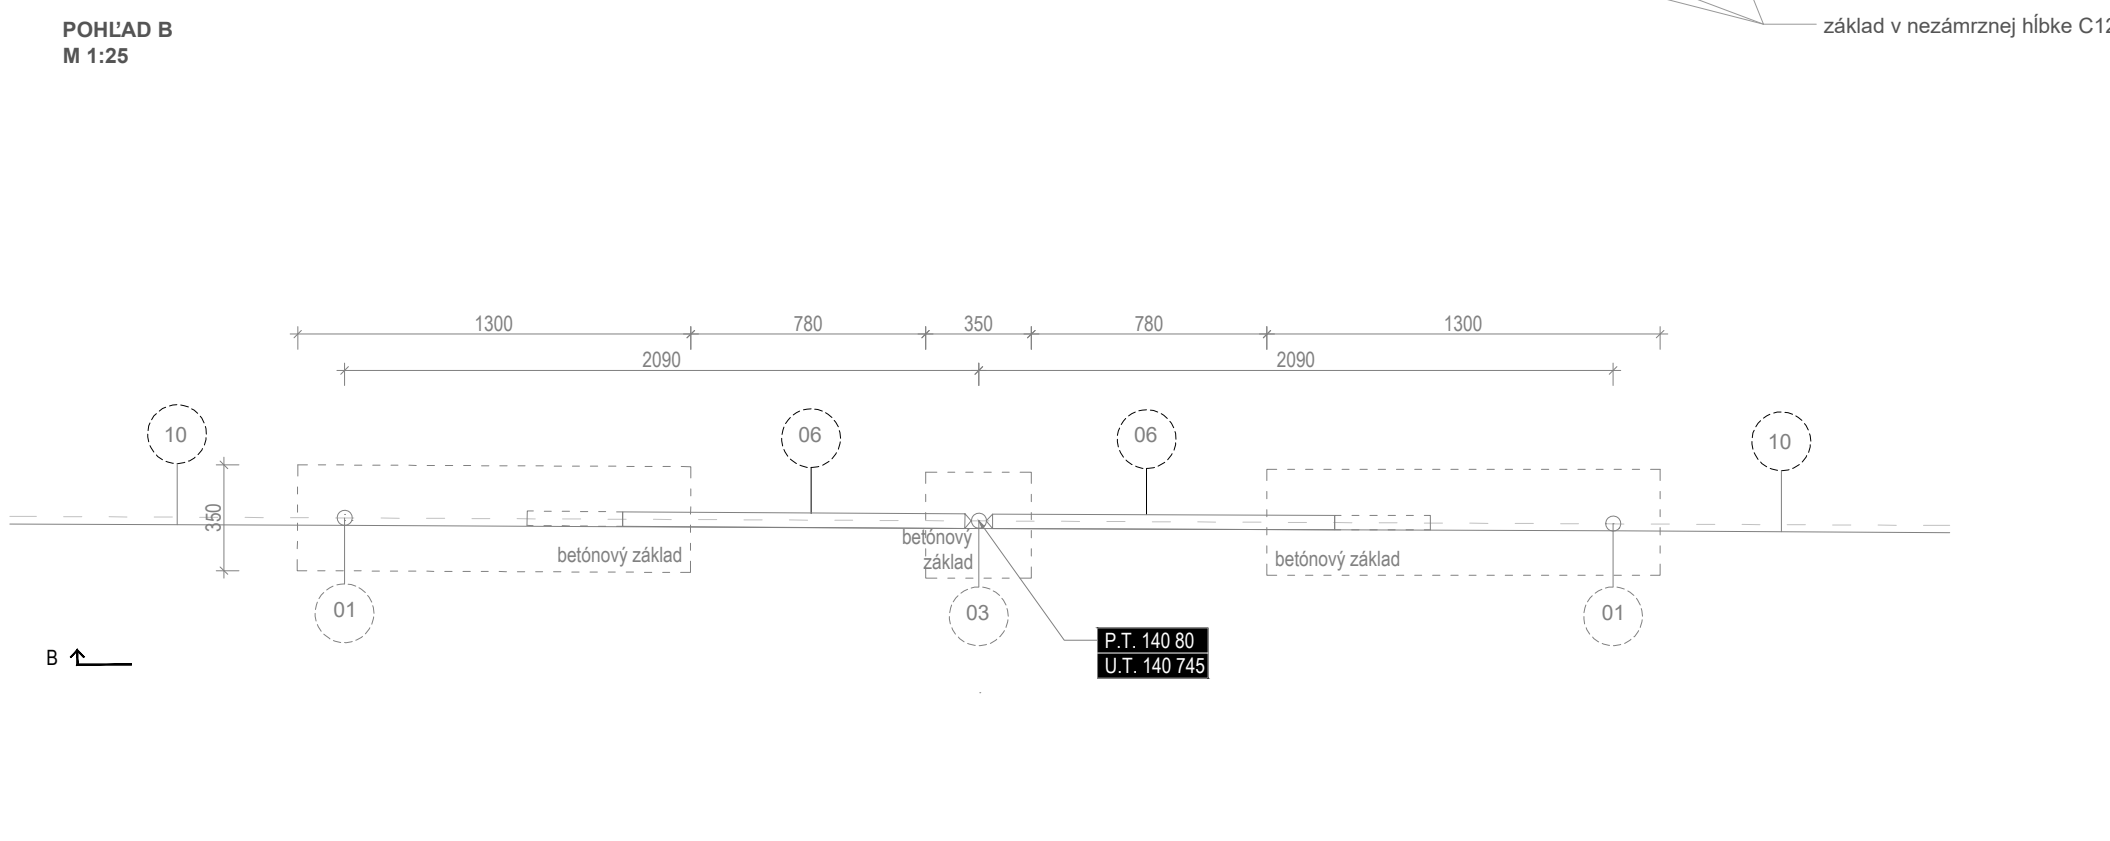 POHĽAD B
M 1:25
základ v nezámrznej hĺbke C12
1300
780
350
780
1300
2090
2090
10
06
06
10
350
betónový základ
betónový
základ
betónový základ
01
03
01
P.T. 140 80
U.T. 140 745
B